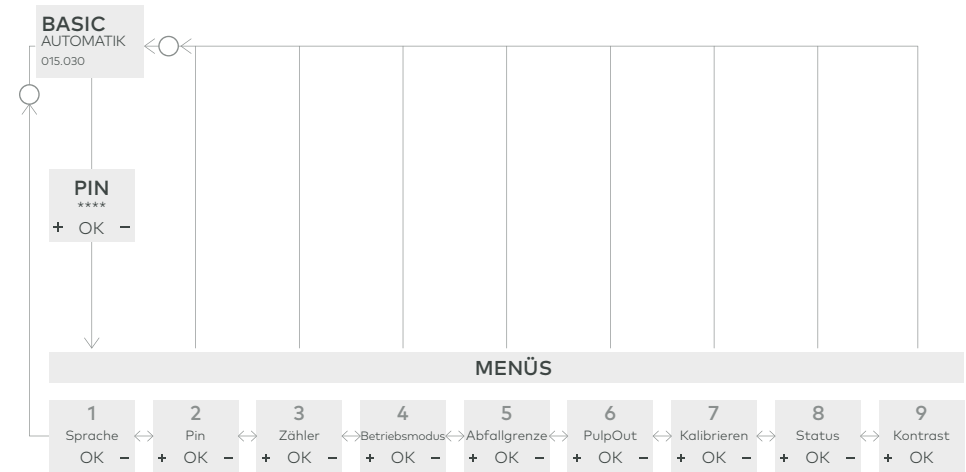 BASIC
AUTOMATIK
015.030
PIN
****
+ OK −
MENÜS
1
Sprache
OK −
2
Pin
+ OK −
3
Zähler
+ OK −
4
Betriebsmodus
+ OK −
5
Abfallgrenze
+ OK −
6
PulpOut
+ OK −
7
Kalibrieren
+ OK −
8
Status
+ OK −
9
Kontrast
+ OK